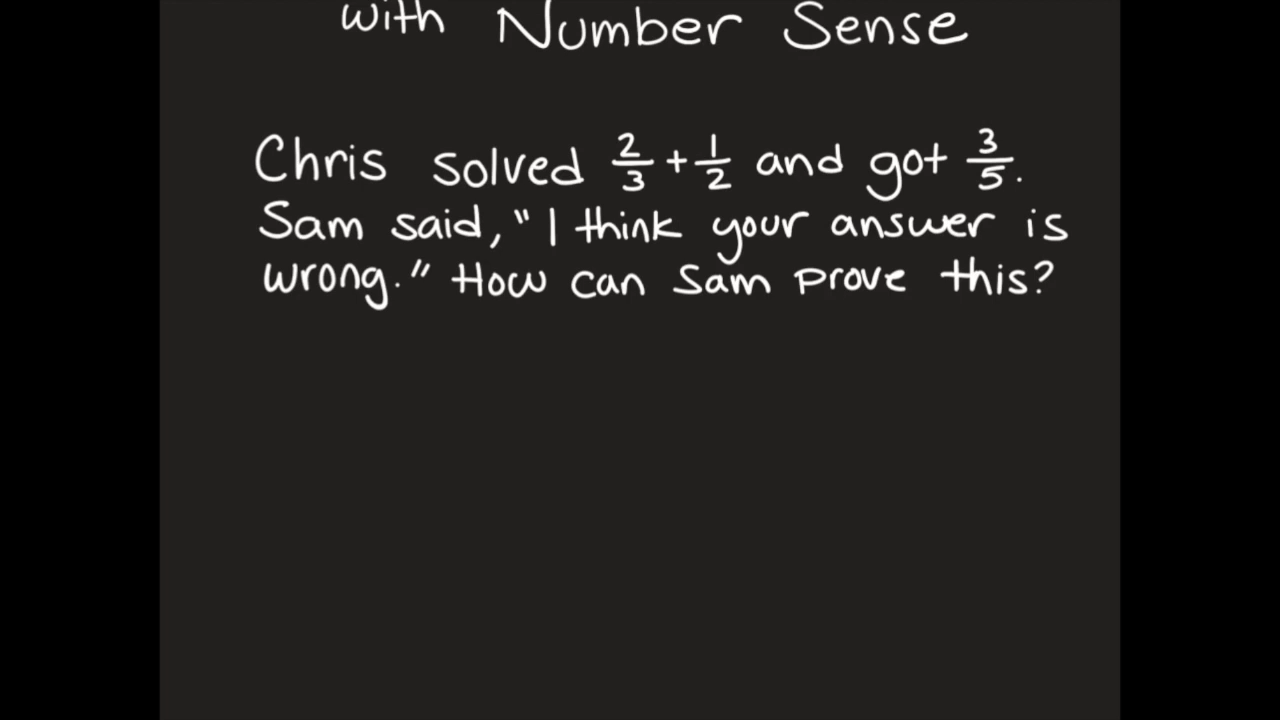 with Number Sense
Chris solved 2/3 + 1/2 and got 3/5.
Sam said, "I think your answer is
wrong." How can Sam prove this?